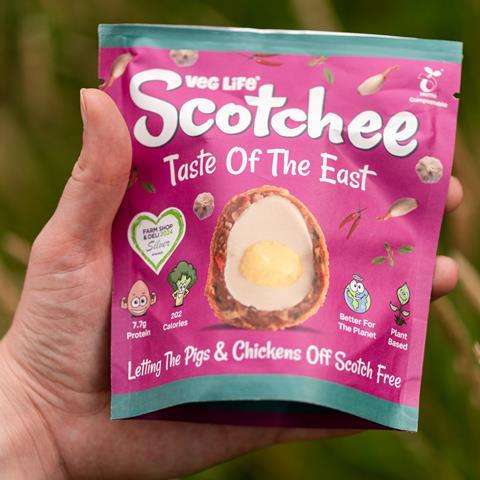 VEG LiFE®
Scotchee
Taste Of The East
Home
Compostable
FARM SHOP
& DELI 2024
Silver
7.7g
Protein
202
Calories
Better For
The Planet
Plant
Based
Letting The Pigs & Chickens Off Scotch Free